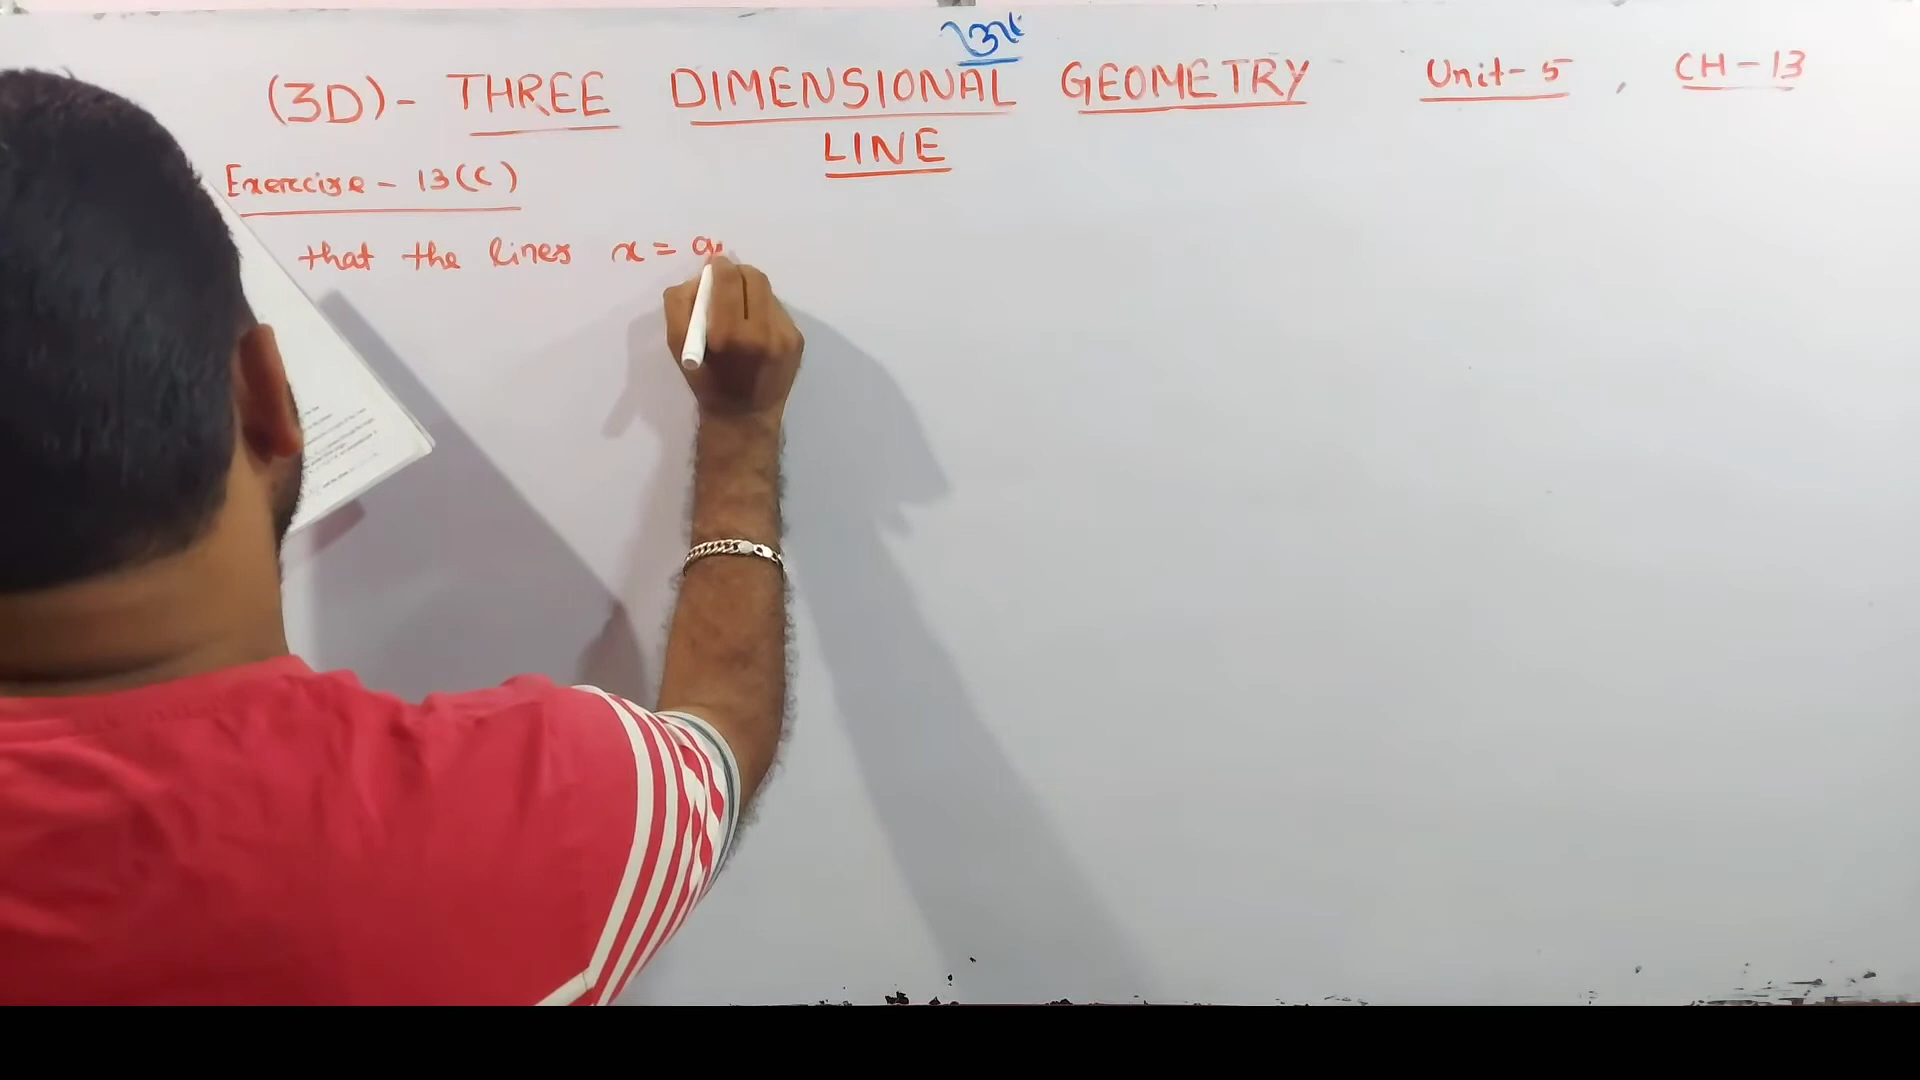 (3D)- THREE DIMENSIONAL GEOMETRY Unit-5 , CH-13
LINE
Exercise - 13(C)
that the lines x = a